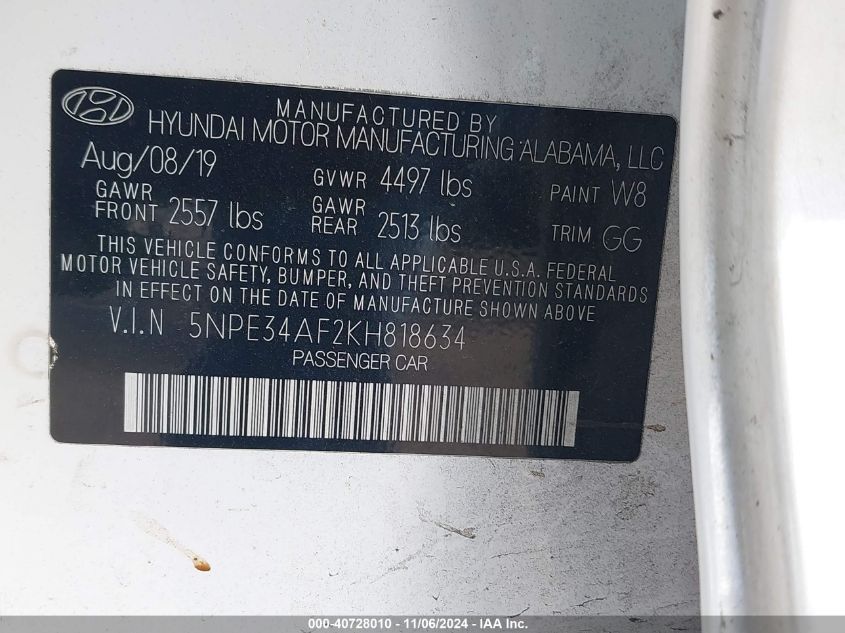 MANUFACTURED BY
HYUNDAI MOTOR MANUFACTURING ALABAMA, LLC
Aug/08/19 GVWR 4497 lbs PAINT W8
GAWR FRONT 2557 lbs GAWR REAR 2513 lbs TRIM GG
THIS VEHICLE CONFORMS TO ALL APPLICABLE U.S.A. FEDERAL
MOTOR VEHICLE SAFETY, BUMPER, AND THEFT PREVENTION STANDARDS
IN EFFECT ON THE DATE OF MANUFACTURE SHOWN ABOVE
V.I.N 5NPE34AF2KH818634
PASSENGER CAR
000-40728010 - 11/06/2024 - IAA Inc.